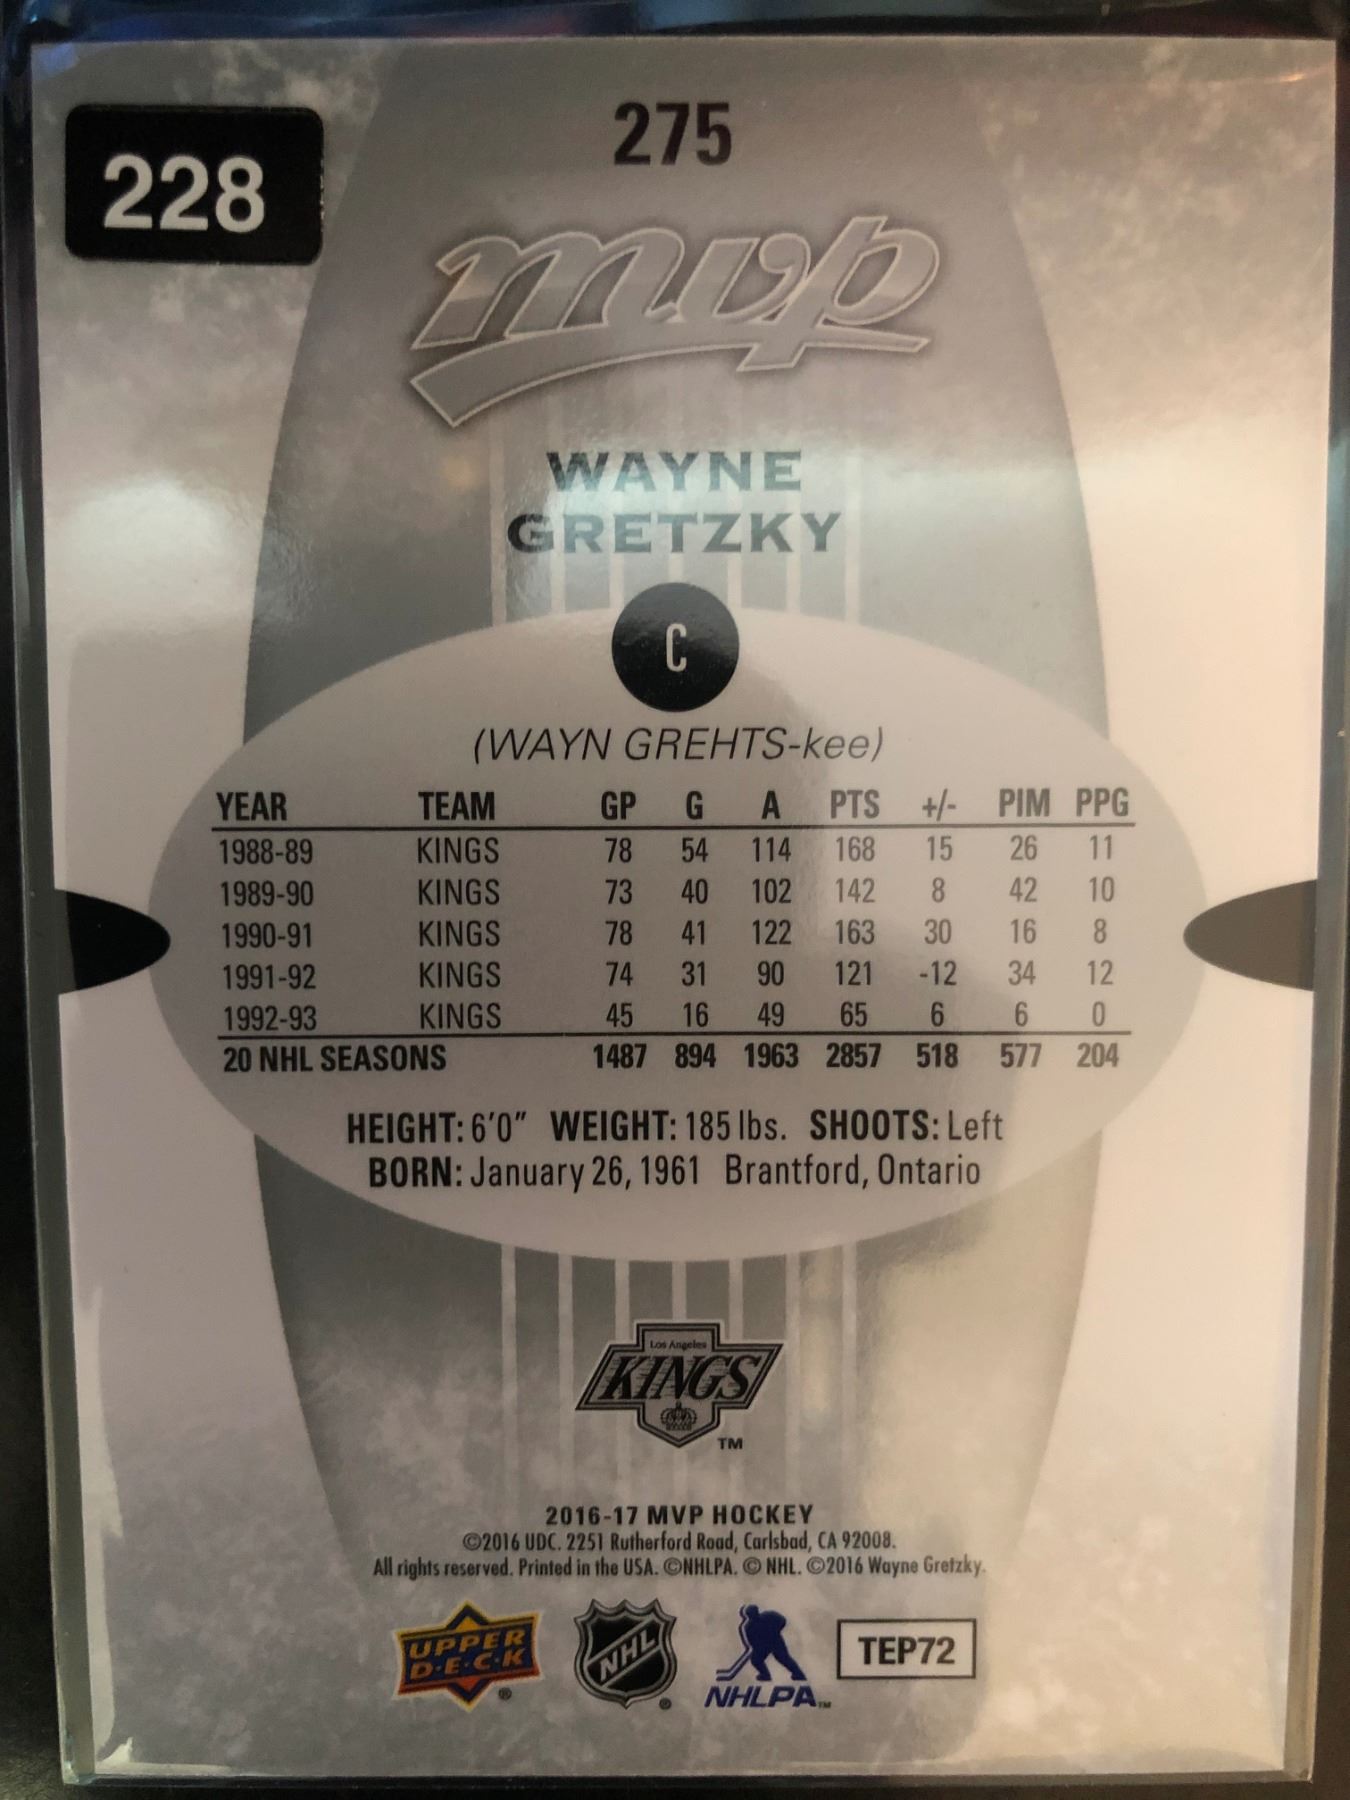 275
228
mvp
WAYNE
GRETZKY
C
(WAYN GREHTS-kee)
YEAR TEAM GP G A PTS +/- PIM PPG
1988-89 KINGS 78 54 114 168 15 26 11
1989-90 KINGS 73 40 102 142 8 42 10
1990-91 KINGS 78 41 122 163 30 16 8
1991-92 KINGS 74 31 90 121 -12 34 12
1992-93 KINGS 45 16 49 65 6 6 0
20 NHL SEASONS 1487 894 1963 2857 518 577 204
HEIGHT: 6'0" WEIGHT: 185 lbs. SHOOTS: Left
BORN: January 26, 1961 Brantford, Ontario
Los Angeles
KINGS
TM
2016-17 MVP HOCKEY
©2016 UDC. 2251 Rutherford Road, Carlsbad, CA 92008.
All rights reserved. Printed in the USA. ©NHLPA. © NHL. ©2016 Wayne Gretzky.
UPPER
D·E·C·K ®
NHL ®
NHLPA™
TEP72